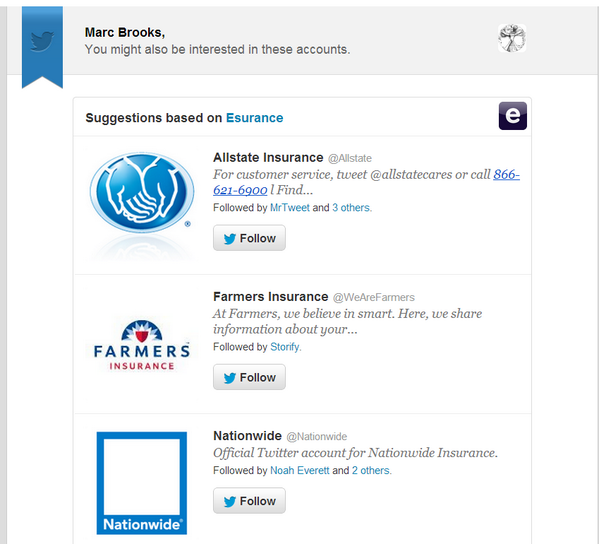 Marc Brooks,
You might also be interested in these accounts.
Suggestions based on Esurance
e
Allstate Insurance @Allstate
For customer service, tweet @allstatecares or call 866-
621-6900 l Find...
Followed by MrTweet and 3 others.
Follow
®
Farmers Insurance @WeAreFarmers
At Farmers, we believe in smart. Here, we share
information about your...
FARMERS
INSURANCE
Followed by Storify.
Follow
Nationwide @Nationwide
Official Twitter account for Nationwide Insurance.
Followed by Noah Everett and 2 others.
Follow
Nationwide®